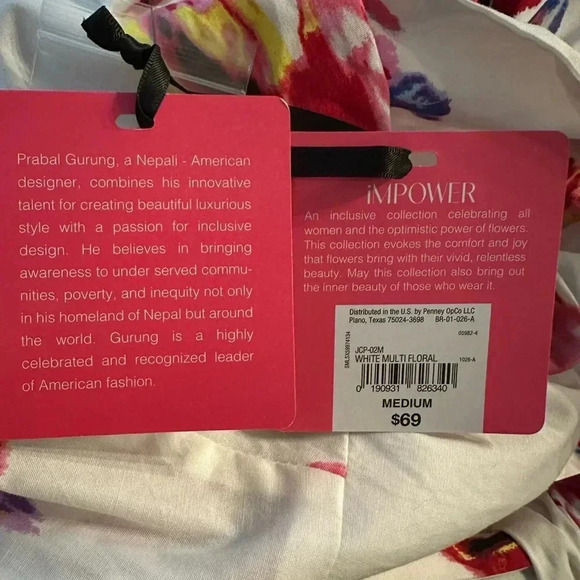 Prabal Gurung, a Nepali - American
designer, combines his innovative
talent for creating beautiful luxurious
style with a passion for inclusive
design. He believes in bringing
awareness to under served commu-
nities, poverty, and inequity not only
in his homeland of Nepal but around
the world. Gurung is a highly
celebrated and recognized leader
of American fashion.
iMPOWER
An inclusive collection celebrating all
women and the optimistic power of flowers.
This collection evokes the comfort and joy
that flowers bring with their vivid, relentless
beauty. May this collection also bring out
the inner beauty of those who wear it.
Distributed in the U.S. by Penney OpCo LLC
Plano, Texas 75024-3698 BR-01-026-A
00982-4
JCP-02M
WHITE MULTI FLORAL 1026-A
0 190931 826340
MEDIUM
$69